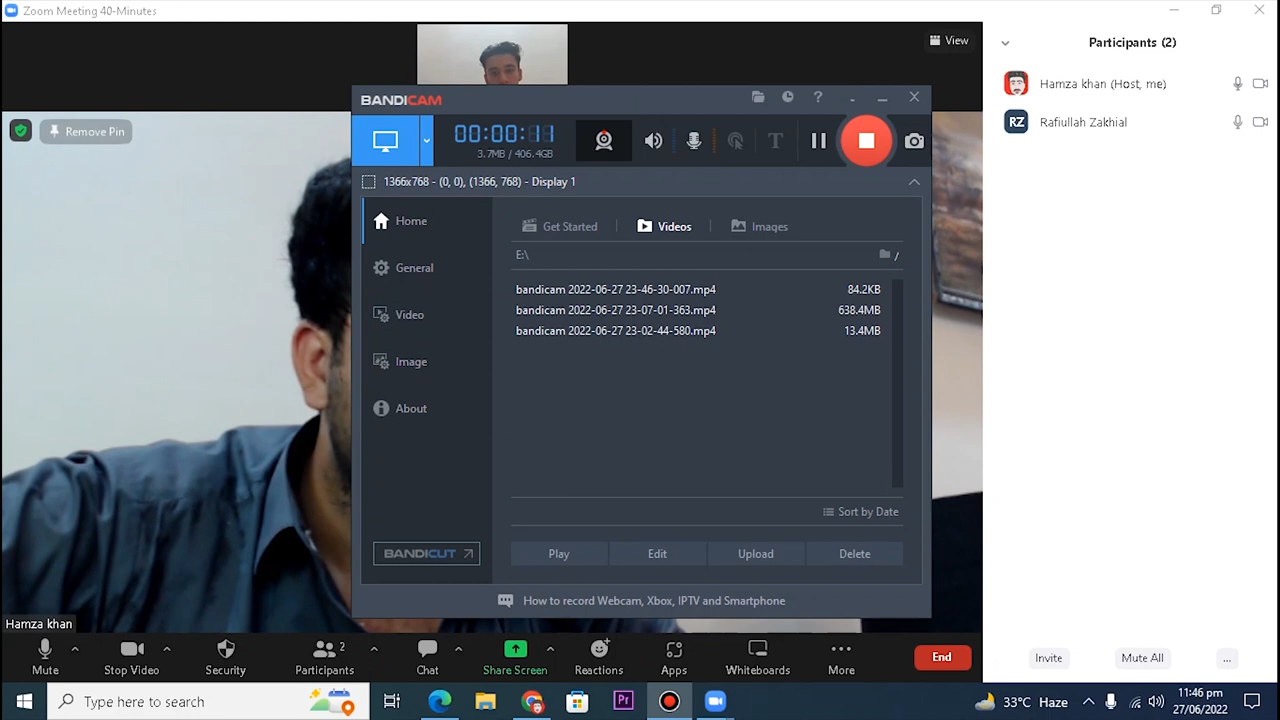 Zoom Meeting 40-Minutes
View
Remove Pin
BANDICAM
?
00:00:11
3.7MB / 406.4GB
T
1366x768 - (0, 0), (1366, 768) - Display 1
Home
General
Video
Image
About
BANDICUT
Get Started
Videos
Images
E:\
/
bandicam 2022-06-27 23-46-30-007.mp4 84.2KB
bandicam 2022-06-27 23-07-01-363.mp4 638.4MB
bandicam 2022-06-27 23-02-44-580.mp4 13.4MB
Sort by Date
Play Edit Upload Delete
How to record Webcam, Xbox, IPTV and Smartphone
Participants (2)
Hamza khan (Host, me)
RZ Rafiullah Zakhial
Invite Mute All ...
Hamza khan
2
Mute Stop Video Security Participants Chat Share Screen Reactions Apps Whiteboards More End
Type here to search
Pr
33°C Haze
11:46 pm
27/06/2022